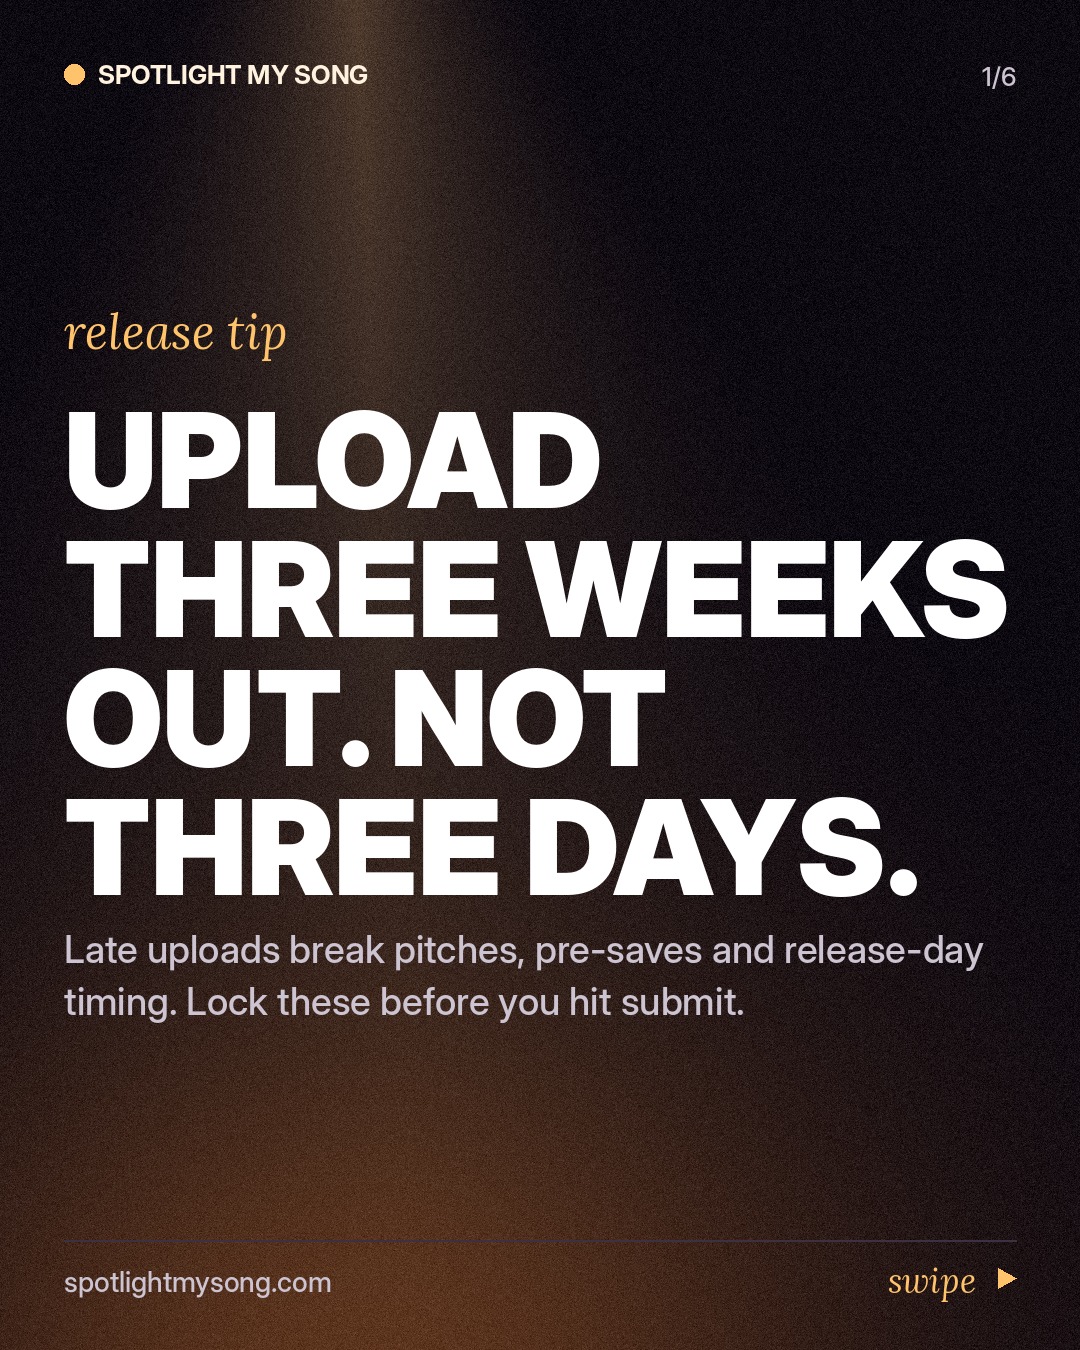 SPOTLIGHT MY SONG
1/6
release tip
UPLOAD
THREE WEEKS
OUT. NOT
THREE DAYS.
Late uploads break pitches, pre-saves and release-day
timing. Lock these before you hit submit.
spotlightmysong.com
swipe